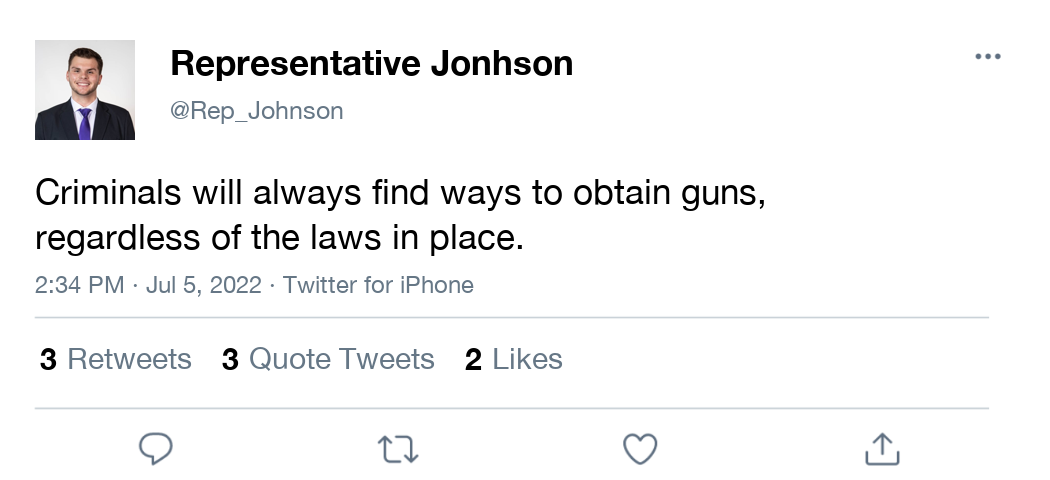 Representative Jonhson
@Rep_Johnson
Criminals will always find ways to obtain guns,
regardless of the laws in place.
2:34 PM · Jul 5, 2022 · Twitter for iPhone
3 Retweets 3 Quote Tweets 2 Likes